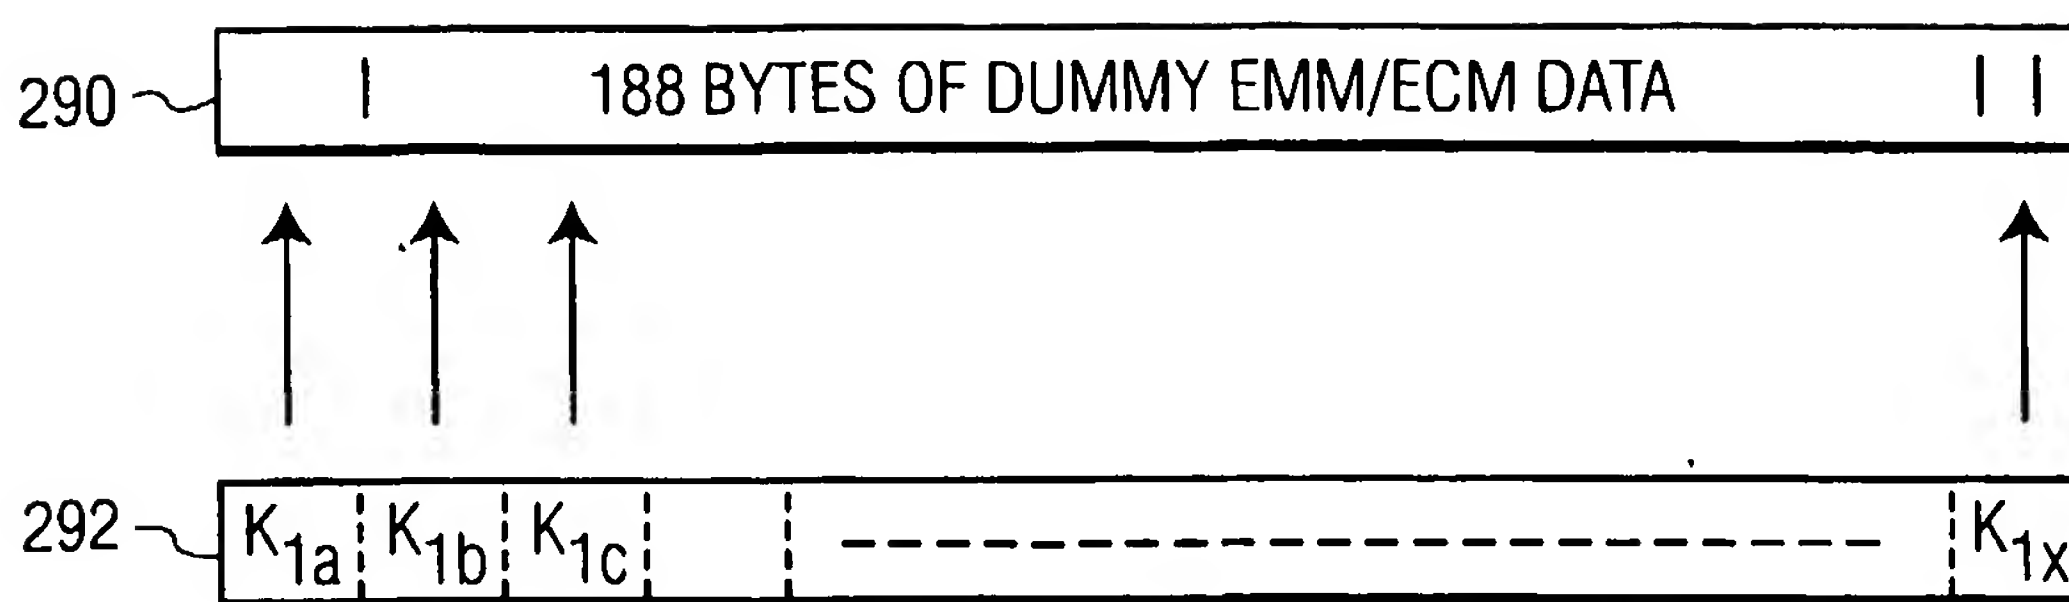 290 188 BYTES OF DUMMY EMM/ECM DATA
292 K1a K1b K1c K1x